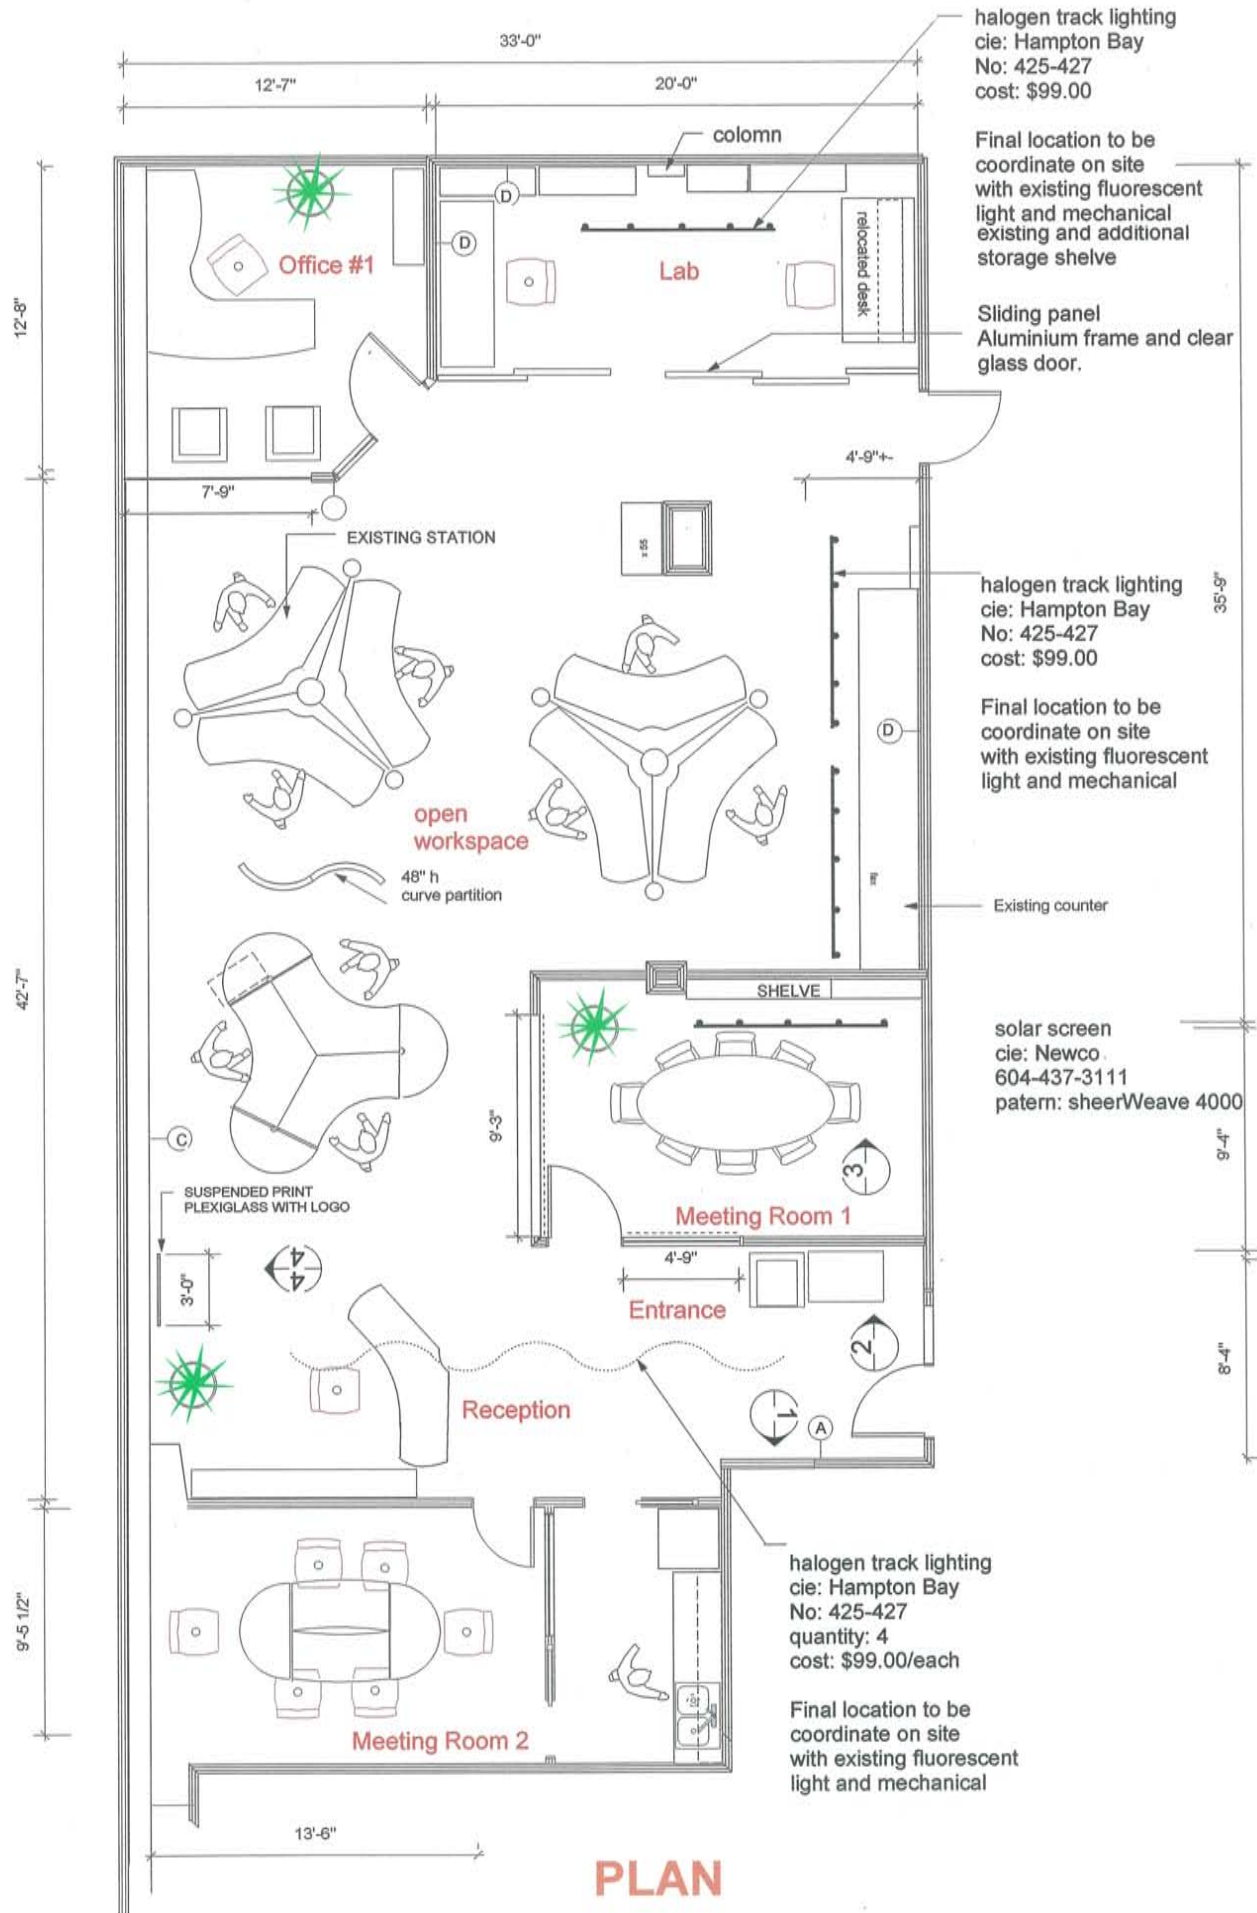 33'-0"
12'-7"
20'-0"
halogen track lighting
cie: Hampton Bay
No: 425-427
cost: $99.00
Final location to be
coordinate on site
with existing fluorescent
light and mechanical
existing and additional
storage shelve
colomn
D
D
Office #1
Lab
relocated desk
Sliding panel
Aluminium frame and clear
glass door.
12'-8"
4'-9"+-
7'-9"
EXISTING STATION
x 55
halogen track lighting
cie: Hampton Bay
No: 425-427
cost: $99.00
Final location to be
coordinate on site
with existing fluorescent
light and mechanical
35'-9"
D
open
workspace
48" h
curve partition
Existing counter
42'-7"
SHELVE
solar screen
cie: Newco
604-437-3111
patern: sheerWeave 4000
9'-3"
9'-4"
C
3
SUSPENDED PRINT
PLEXIGLASS WITH LOGO
Meeting Room 1
4'-9"
3'-0"
4
4
Entrance
2
8'-4"
Reception
1
A
9'-5 1/2"
halogen track lighting
cie: Hampton Bay
No: 425-427
quantity: 4
cost: $99.00/each
Final location to be
coordinate on site
with existing fluorescent
light and mechanical
Meeting Room 2
13'-6"
PLAN